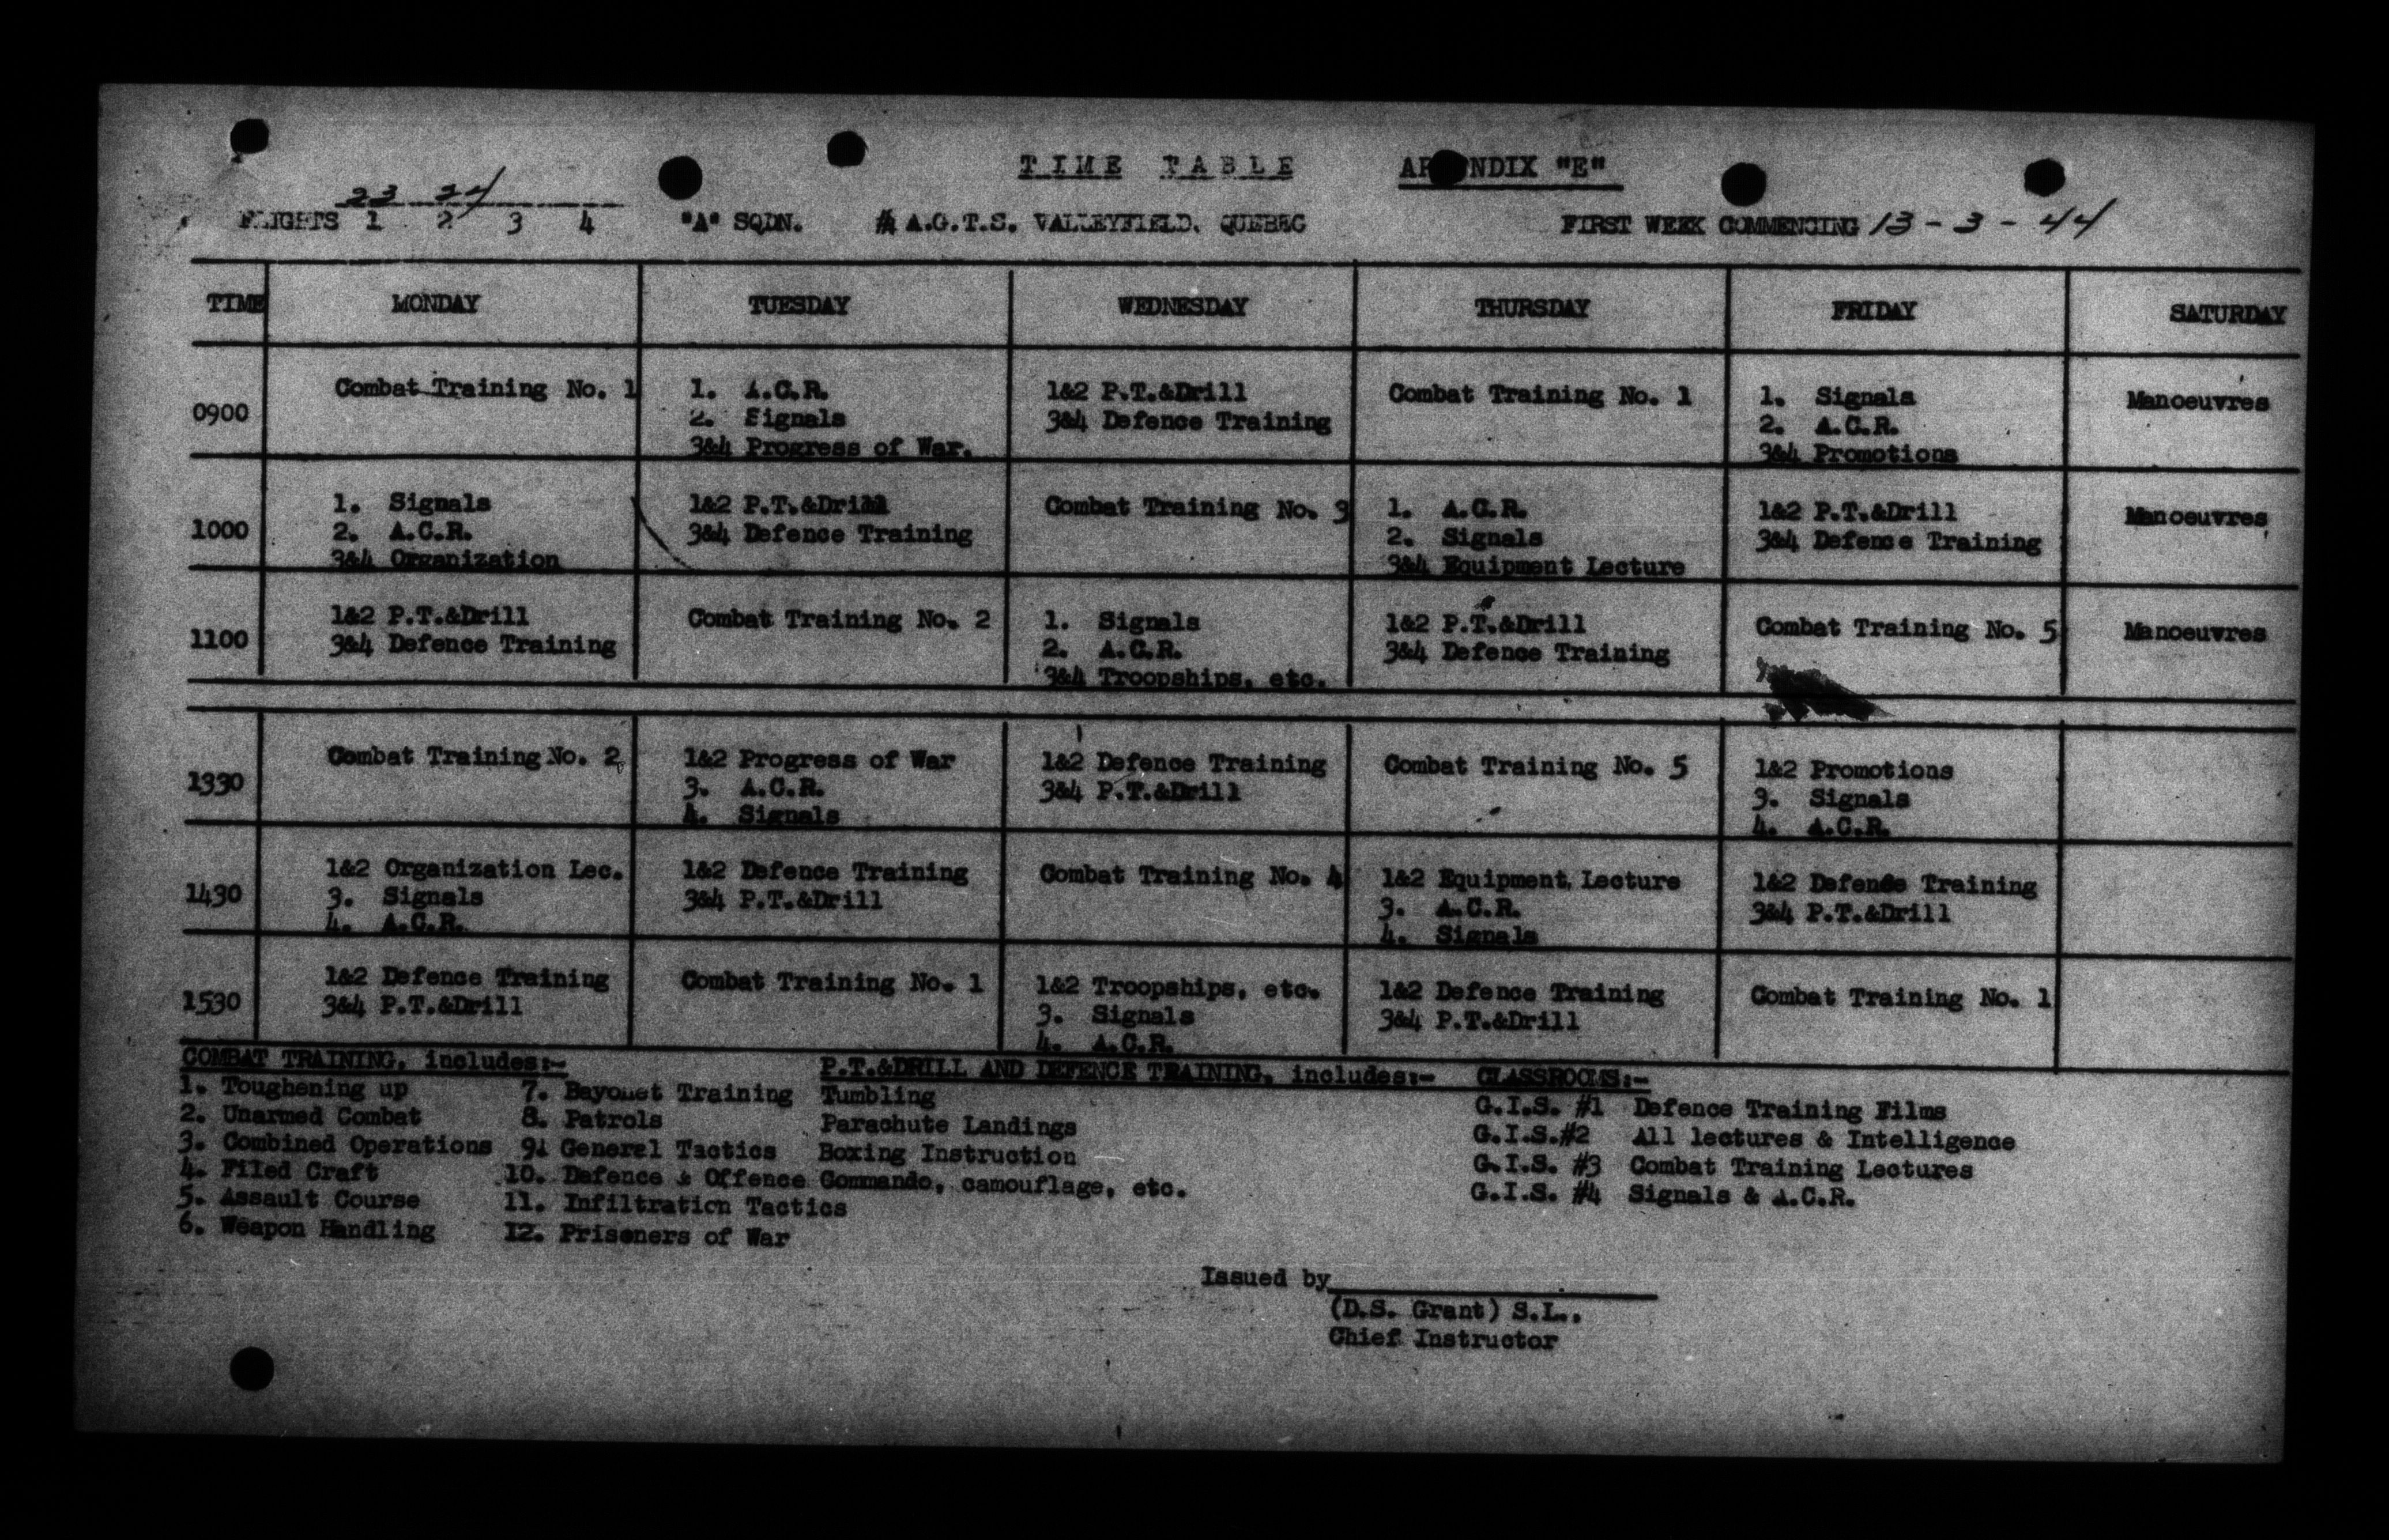 TIME TABLE
AP NDIX "E"
23 24
FLIGHTS 1 2 3 4 "A" SQDN. #4 A.G.T.S. VALLEYFIELD. QUEBEC FIRST WEEK COMMENCING 13 - 3 - 44
TIME MONDAY TUESDAY WEDNESDAY THURSDAY FRIDAY SATURDAY
0900
Combat Training No. 1
1. A.C.R.
2. Signals
3&4 Progress of War.
1&2 P.T.&Drill
3&4 Defence Training
Combat Training No. 1
1. Signals
2. A.C.R.
3&4 Promotions
Manoeuvres
1000
1. Signals
2. A.C.R.
3&4 Organization
1&2 P.T.&Drill
3&4 Defence Training
Combat Training No. 3
1. A.C.R.
2. Signals
3&4 Equipment Lecture
1&2 P.T.&Drill
3&4 Defense Training
Manoeuvres
1100
1&2 P.T.&Drill
3&4 Defence Training
Combat Training No. 2
1. Signals
2. A.C.R.
3&4 Troopships, etc.
1&2 P.T.&Drill
3&4 Defence Training
Combat Training No. 5
Manoeuvres
1330
Combat Training No. 2
1&2 Progress of War
3. A.C.R.
4. Signals
1&2 Defence Training
3&4 P.T.&Drill
Combat Training No. 5
1&2 Promotions
3. Signals
4. A.C.R.
1430
1&2 Organization Lec.
3. Signals
4. A.C.R.
1&2 Defence Training
3&4 P.T.&Drill
Combat Training No. 4
1&2 Equipment Lecture
3. A.C.R.
4. Signals
1&2 Defence Training
3&4 P.T.&Drill
1530
1&2 Defence Training
3&4 P.T.&Drill
Combat Training No. 1
1&2 Troopships, etc.
3. Signals
4. A.C.R.
1&2 Defence Training
3&4 P.T.&Drill
Combat Training No. 1
COMBAT TRAINING, includes:-
1. Toughening up
2. Unarmed Combat
3. Combined Operations
4. Filed Craft
5. Assault Course
6. Weapon Handling
7. Bayonet Training
8. Patrols
9. General Tactics
10. Defence & Offence
11. Infiltration Tactics
12. Prisoners of War
P.T.&DRILL AND DEFENCE TRAINING, includes:-
Tumbling
Parachute Landings
Boxing Instruction
Commando, camouflage, etc.
CLASSROOMS:-
G.I.S. #1 Defence Training Films
G.I.S.#2 All lectures & Intelligence
G.I.S. #3 Combat Training Lectures
G.I.S. #4 Signals & A.C.R.
Issued by
(D.S. Grant) S.L.,
Chief Instructor